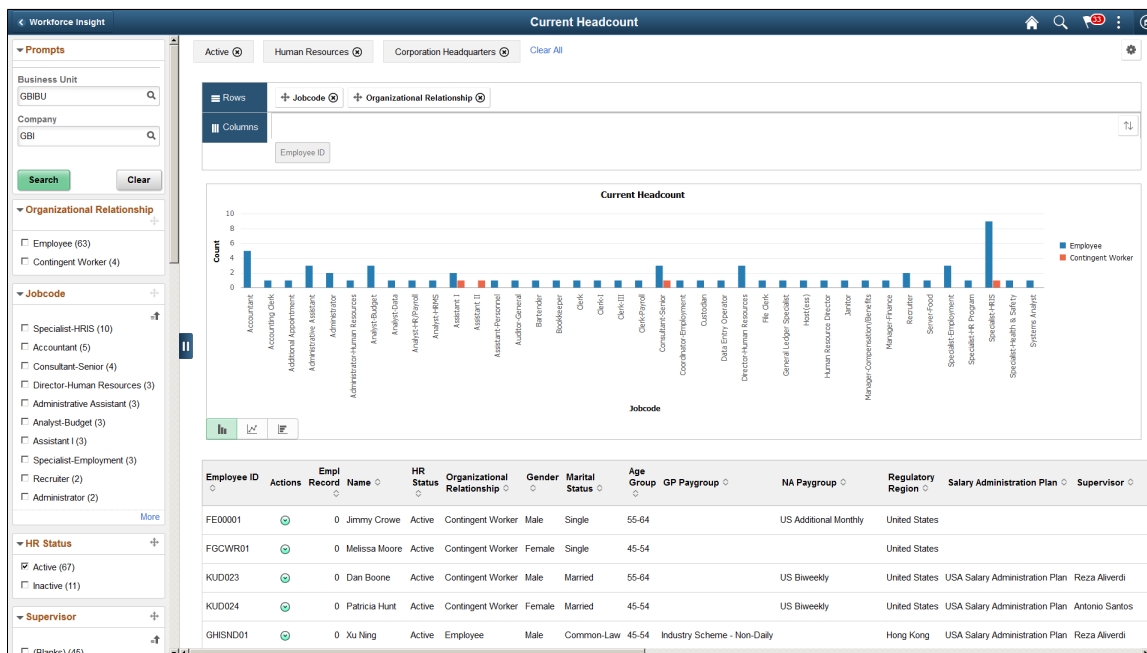 Workforce Insight
Current Headcount
33
Prompts
Business Unit
GBIBU
Company
GBI
Search Clear
Organizational Relationship
Employee (63)
Contingent Worker (4)
Jobcode
Specialist-HRIS (10)
Accountant (5)
Consultant-Senior (4)
Director-Human Resources (3)
Administrative Assistant (3)
Analyst-Budget (3)
Assistant I (3)
Specialist-Employment (3)
Recruiter (2)
Administrator (2)
More
HR Status
Active (67)
Inactive (11)
Supervisor
(Blanks) (45)
Active Human Resources Corporation Headquarters Clear All
Rows Jobcode Organizational Relationship
Columns
Employee ID
Current Headcount
Count
10
8
6
4
2
0
Accountant
Accounting Clerk
Additional Appointment
Administrative Assistant
Administrator
Administrator-Human Resources
Analyst-Budget
Analyst-Data
Analyst-HR/Payroll
Analyst-HRMS
Assistant I
Assistant II
Assistant-Personnel
Auditor-General
Bartender
Bookkeeper
Clerk
Clerk-I
Clerk-III
Clerk-Payroll
Consultant-Senior
Coordinator-Employment
Custodian
Data Entry Operator
Director-Human Resources
File Clerk
General Ledger Specialist
Host(ess)
Human Resource Director
Janitor
Manager-Compensation/Benefits
Manager-Finance
Recruiter
Server-Food
Specialist-Employment
Specialist-HR Program
Specialist-HRIS
Specialist-Health & Safety
Systems Analyst
Jobcode
Employee
Contingent Worker
Employee ID Actions Empl Record Name HR Status Organizational Relationship Gender Marital Status Age Group GP Paygroup NA Paygroup Regulatory Region Salary Administration Plan Supervisor
FE00001 0 Jimmy Crowe Active Contingent Worker Male Single 55-64 US Additional Monthly United States
FGCWR01 0 Melissa Moore Active Contingent Worker Female Single 45-54 United States
KUD023 0 Dan Boone Active Contingent Worker Male Married 55-64 US Biweekly United States USA Salary Administration Plan Reza Aliverdi
KUD024 0 Patricia Hunt Active Contingent Worker Female Married 45-54 US Biweekly United States USA Salary Administration Plan Antonio Santos
GHISND01 0 Xu Ning Active Employee Male Common-Law 45-54 Industry Scheme - Non-Daily Hong Kong USA Salary Administration Plan Reza Aliverdi